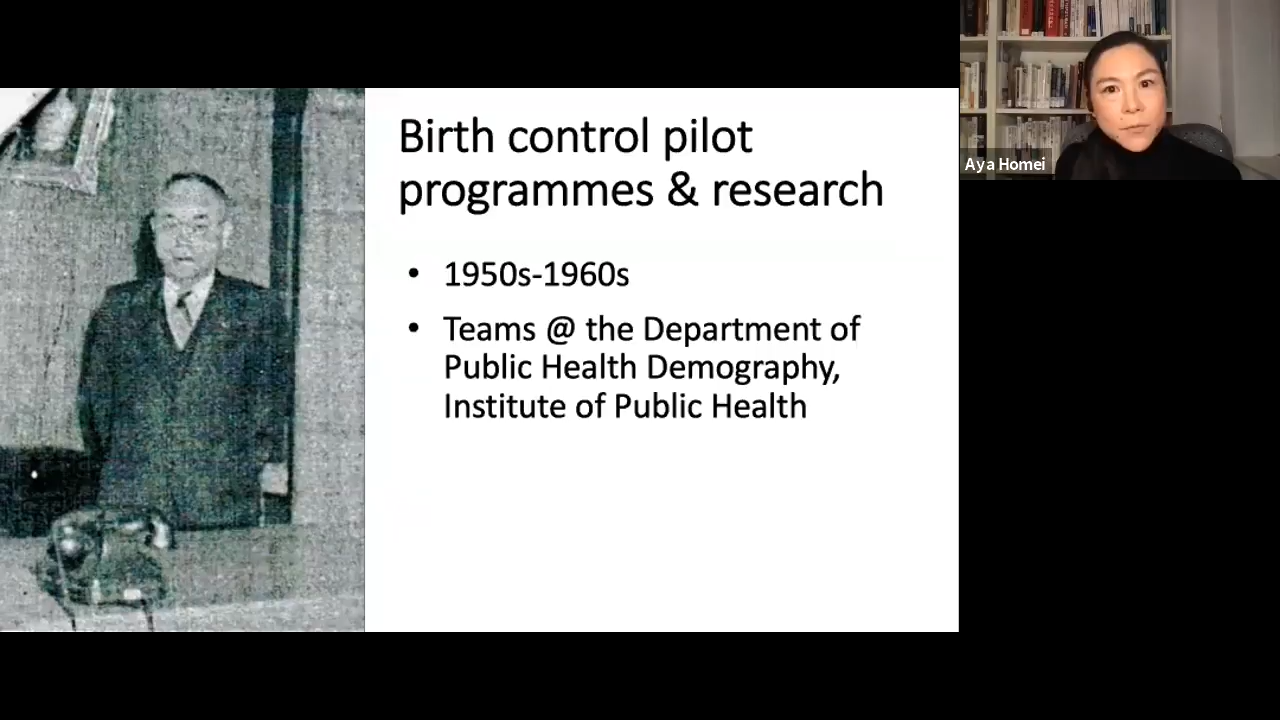 Birth control pilot
programmes & research
• 1950s-1960s
• Teams @ the Department of
Public Health Demography,
Institute of Public Health
Aya Homei